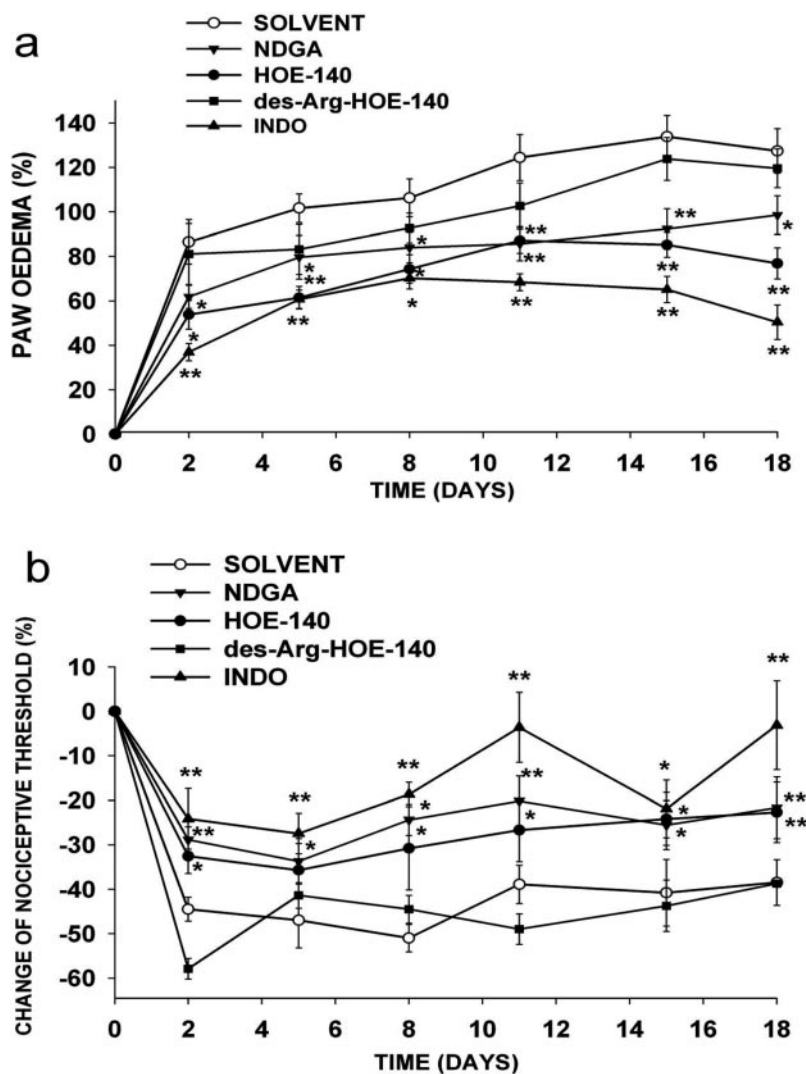 a
SOLVENT
NDGA
HOE-140
des-Arg-HOE-140
INDO
PAW OEDEMA (%)
140
120
100
80
60
40
20
0
** ** * *
* * **
** * ** ** **
* ** * ** **
**
0 2 4 6 8 10 12 14 16 18
TIME (DAYS)
b
SOLVENT
NDGA
HOE-140
des-Arg-HOE-140
INDO
CHANGE OF NOCICEPTIVE THRESHOLD (%)
10
0
-10
-20
-30
-40
-50
-60
** **
** ** ** *
** * * ** * **
* * * * **
0 2 4 6 8 10 12 14 16 18
TIME (DAYS)